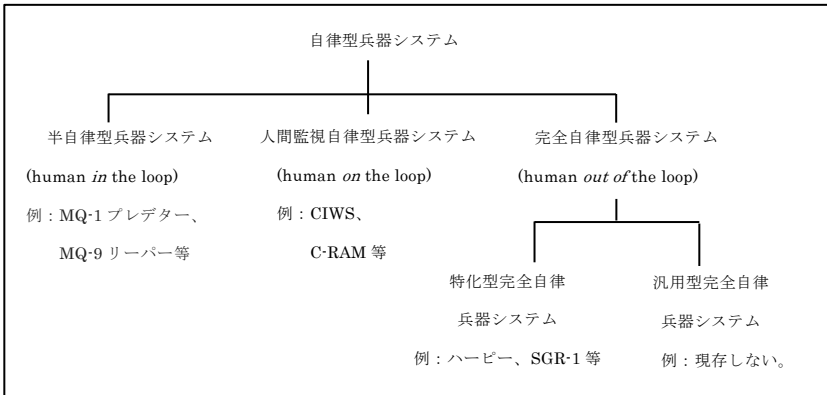 自律型兵器システム
半自律型兵器システム
(human in the loop)
例：MQ-1 プレデター、
MQ-9 リーパー等
人間監視自律型兵器システム
(human on the loop)
例：CIWS、
C-RAM 等
完全自律型兵器システム
(human out of the loop)
特化型完全自律
兵器システム
例：ハーピー、SGR-1 等
汎用型完全自律
兵器システム
例：現存しない。